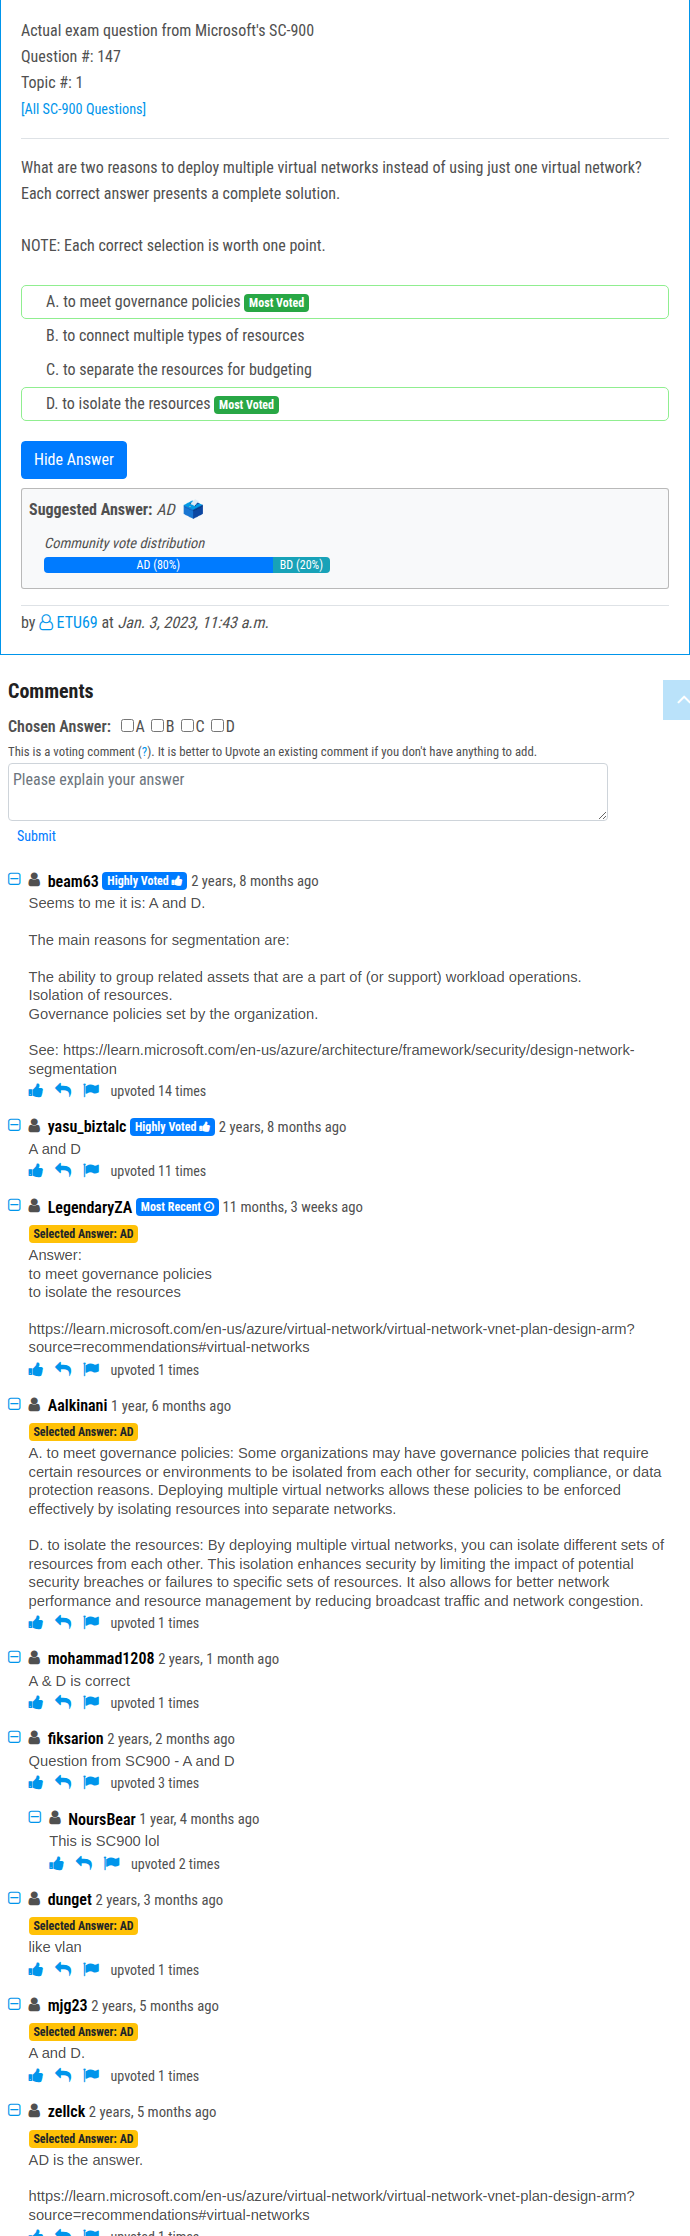 Actual exam question from Microsoft's SC-900
Question #: 147
Topic #: 1
[All SC-900 Questions]
What are two reasons to deploy multiple virtual networks instead of using just one virtual network?
Each correct answer presents a complete solution.
NOTE: Each correct selection is worth one point.
A. to meet governance policies Most Voted
B. to connect multiple types of resources
C. to separate the resources for budgeting
D. to isolate the resources Most Voted
Hide Answer
Suggested Answer: AD
Community vote distribution
AD (80%) BD (20%)
by ETU69 at Jan. 3, 2023, 11:43 a.m.
Comments
Chosen Answer: A B C D
This is a voting comment (?). It is better to Upvote an existing comment if you don't have anything to add.
Please explain your answer
Submit
beam63 Highly Voted 2 years, 8 months ago
Seems to me it is: A and D.
The main reasons for segmentation are:
The ability to group related assets that are a part of (or support) workload operations.
Isolation of resources.
Governance policies set by the organization.
See: https://learn.microsoft.com/en-us/azure/architecture/framework/security/design-network-
segmentation
upvoted 14 times
yasu_biztalc Highly Voted 2 years, 8 months ago
A and D
upvoted 11 times
LegendaryZA Most Recent 11 months, 3 weeks ago
Selected Answer: AD
Answer:
to meet governance policies
to isolate the resources
https://learn.microsoft.com/en-us/azure/virtual-network/virtual-network-vnet-plan-design-arm?
source=recommendations#virtual-networks
upvoted 1 times
Aalkinani 1 year, 6 months ago
Selected Answer: AD
A. to meet governance policies: Some organizations may have governance policies that require
certain resources or environments to be isolated from each other for security, compliance, or data
protection reasons. Deploying multiple virtual networks allows these policies to be enforced
effectively by isolating resources into separate networks.
D. to isolate the resources: By deploying multiple virtual networks, you can isolate different sets of
resources from each other. This isolation enhances security by limiting the impact of potential
security breaches or failures to specific sets of resources. It also allows for better network
performance and resource management by reducing broadcast traffic and network congestion.
upvoted 1 times
mohammad1208 2 years, 1 month ago
A & D is correct
upvoted 1 times
fiksarion 2 years, 2 months ago
Question from SC900 - A and D
upvoted 3 times
NoursBear 1 year, 4 months ago
This is SC900 lol
upvoted 2 times
dunget 2 years, 3 months ago
Selected Answer: AD
like vlan
upvoted 1 times
mjg23 2 years, 5 months ago
Selected Answer: AD
A and D.
upvoted 1 times
zellck 2 years, 5 months ago
Selected Answer: AD
AD is the answer.
https://learn.microsoft.com/en-us/azure/virtual-network/virtual-network-vnet-plan-design-arm?
source=recommendations#virtual-networks
upvoted 1 times